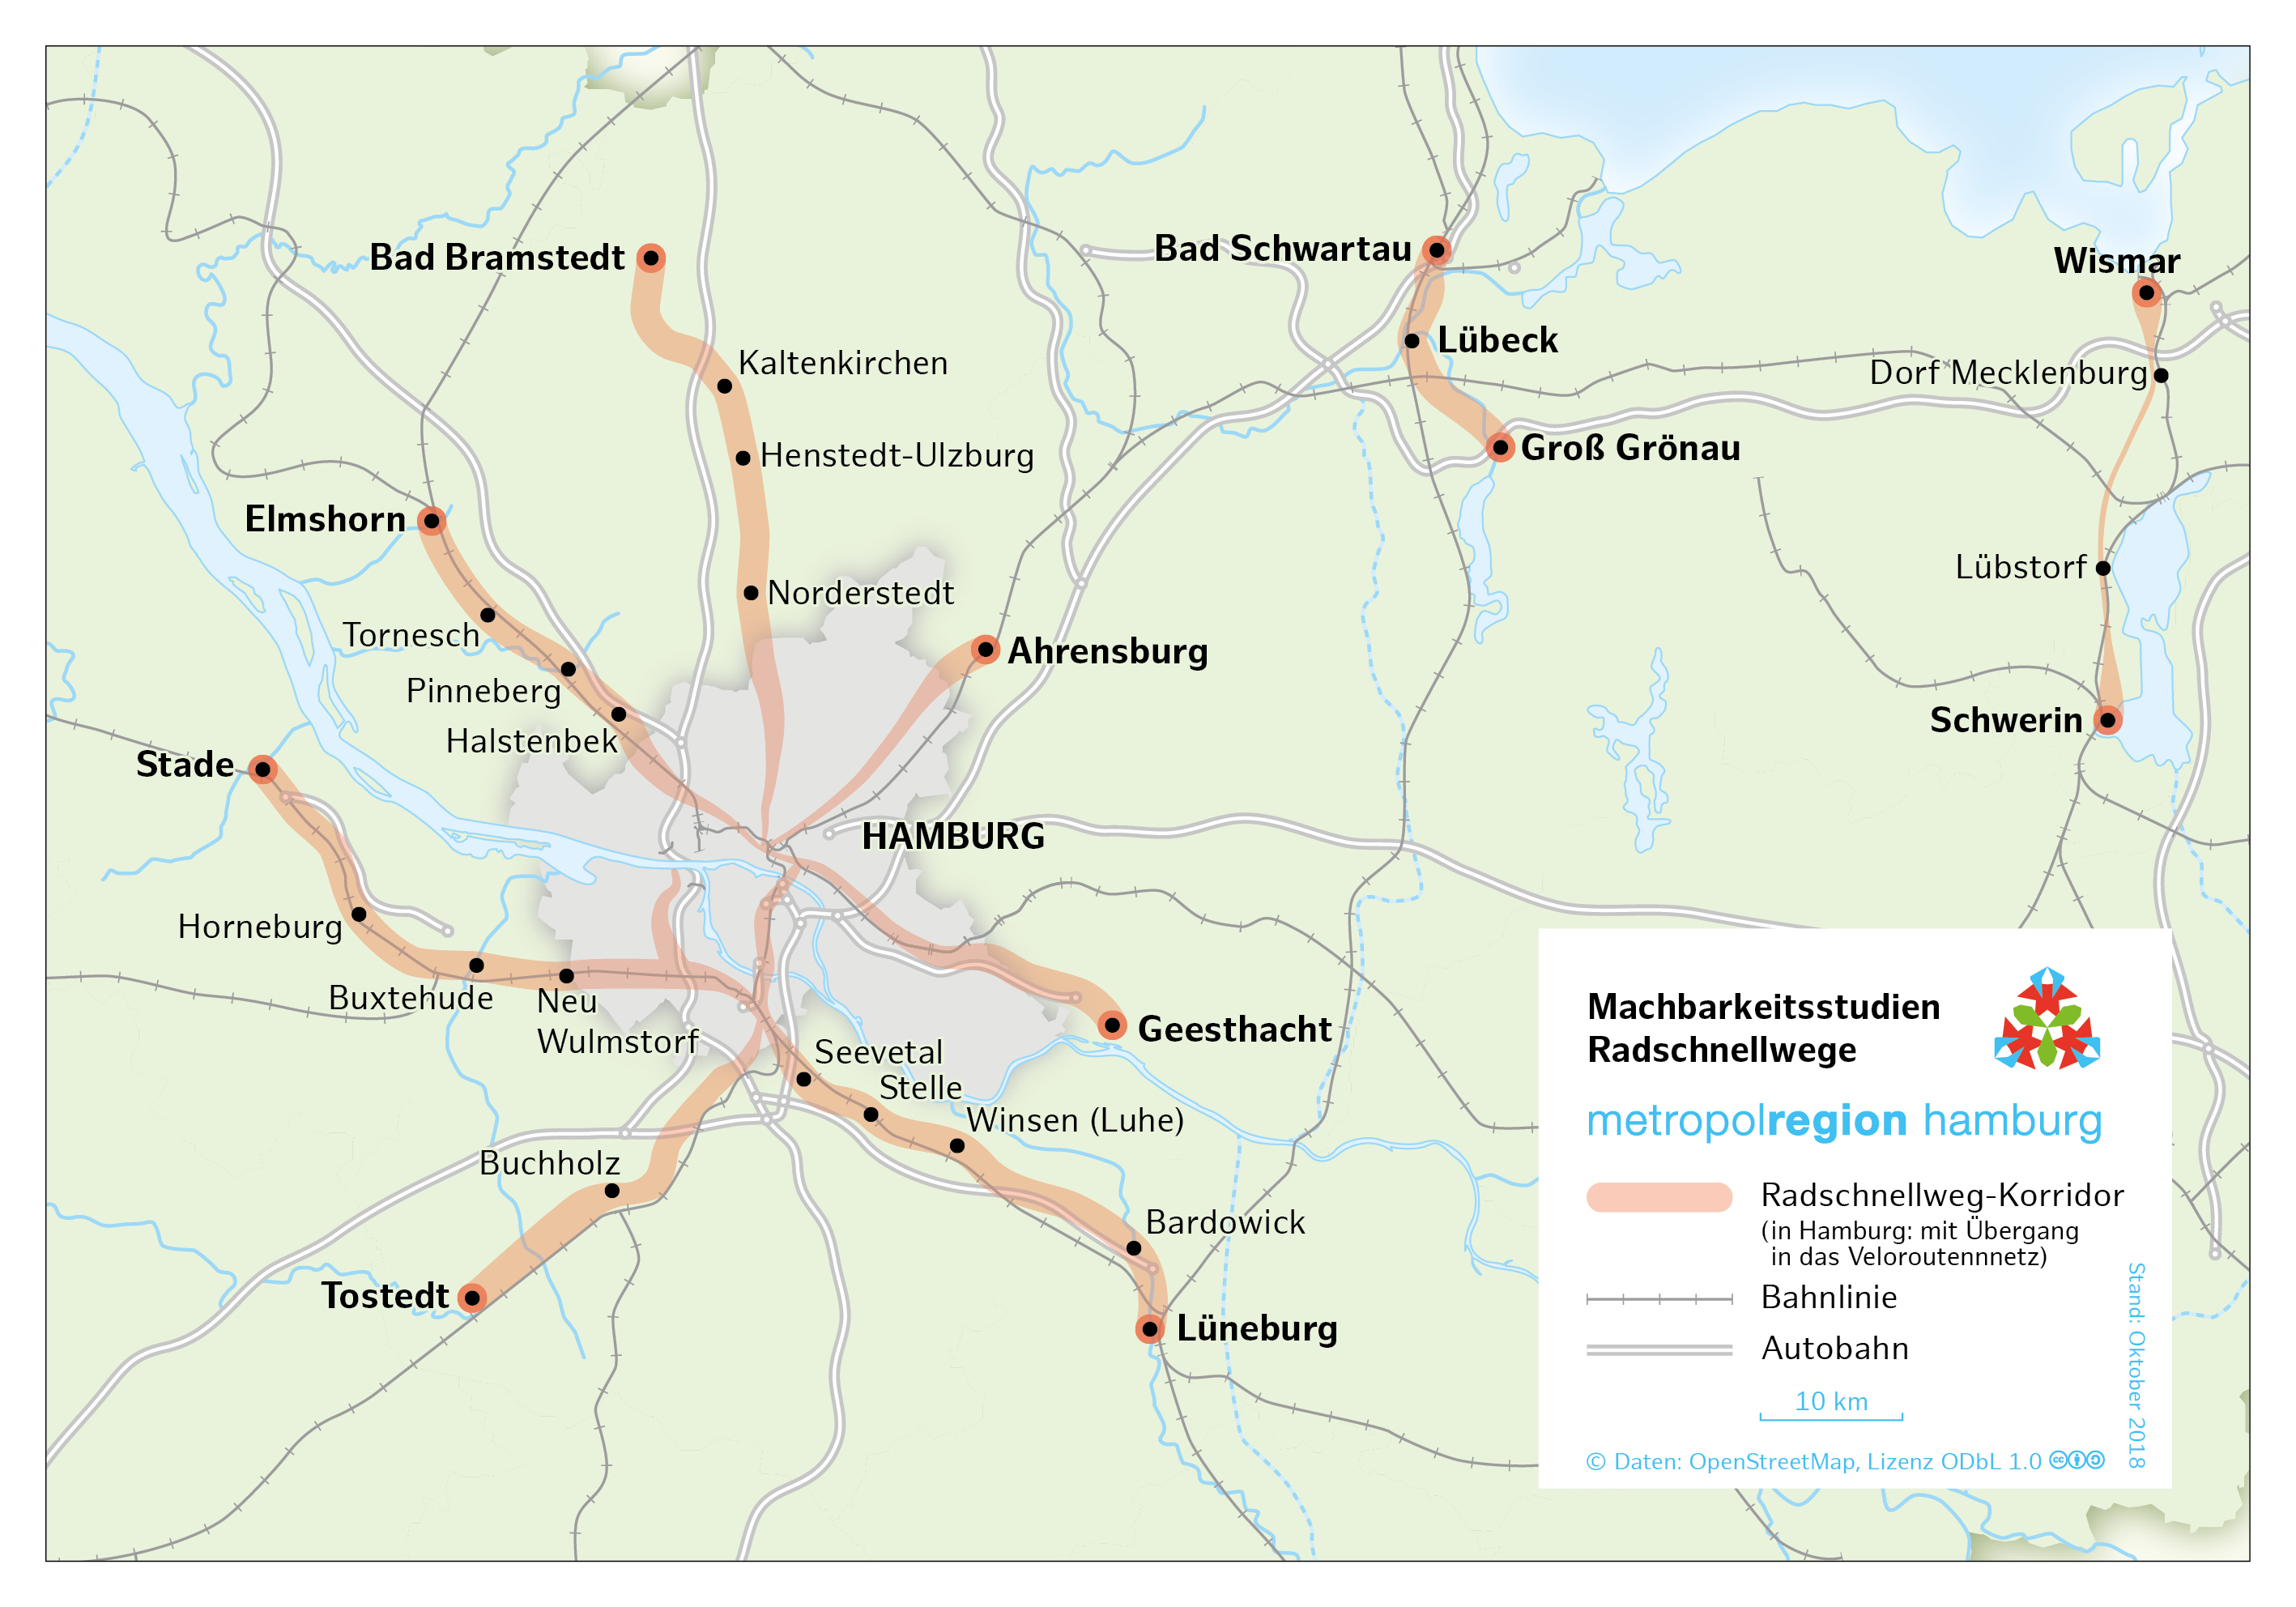 Bad Bramstedt
Bad Schwartau
Wismar
Lübeck
Kaltenkirchen
Dorf Mecklenburg
Henstedt-Ulzburg
Groß Grönau
Elmshorn
Lübstorf
Norderstedt
Tornesch
Ahrensburg
Pinneberg
Schwerin
Halstenbek
Stade
HAMBURG
Horneburg
Buxtehude
Neu
Wulmstorf
Geesthacht
Seevetal
Stelle
Winsen (Luhe)
Buchholz
Bardowick
Tostedt
Lüneburg
Machbarkeitsstudien
Radschnellwege
metropolregion hamburg
Radschnellweg-Korridor
(in Hamburg: mit Übergang
in das Veloroutennnetz)
Bahnlinie
Autobahn
10 km
© Daten: OpenStreetMap, Lizenz ODbL 1.0
Stand: Oktober 2018